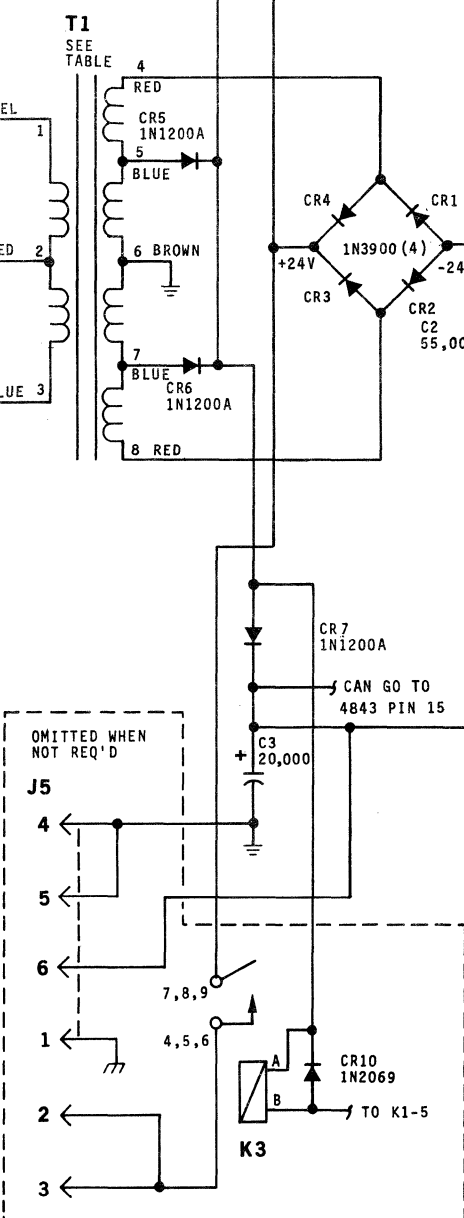 T1
SEE
TABLE
4
RED
EL
1
CR5
1N1200A
5
BLUE
CR4
CR1
ED
2
6 BROWN
1N3900(4)
+24V
-24
CR3
CR2
C2
55,00
7
BLUE
CR6
1N1200A
LUE 3
8 RED
CR7
1N1200A
CAN GO TO
4843 PIN 15
OMITTED WHEN
NOT REQ'D
+
C3
20,000
J5
4
5
6
7,8,9
4,5,6
1
A
CR10
1N2069
B
TO K1-5
2
K3
3